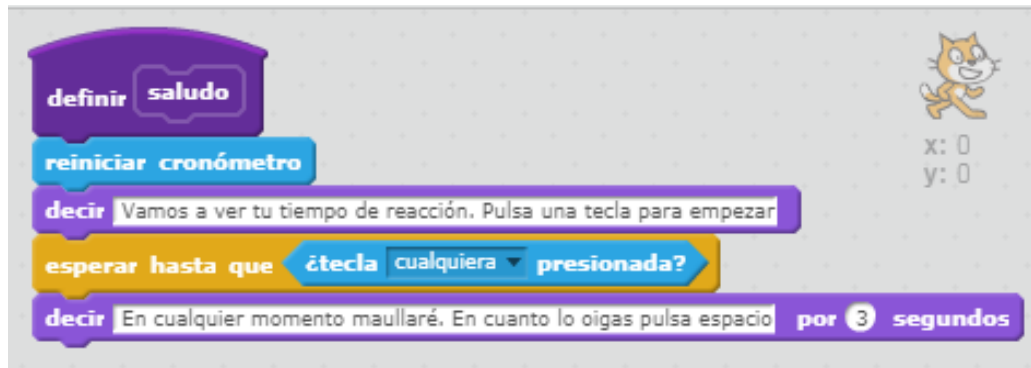 definir saludo
reiniciar cronómetro
x: 0
y: 0
decir Vamos a ver tu tiempo de reacción. Pulsa una tecla para empezar
esperar hasta que ¿tecla cualquiera presionada?
decir En cualquier momento maullaré. En cuanto lo oigas pulsa espacio por 3 segundos